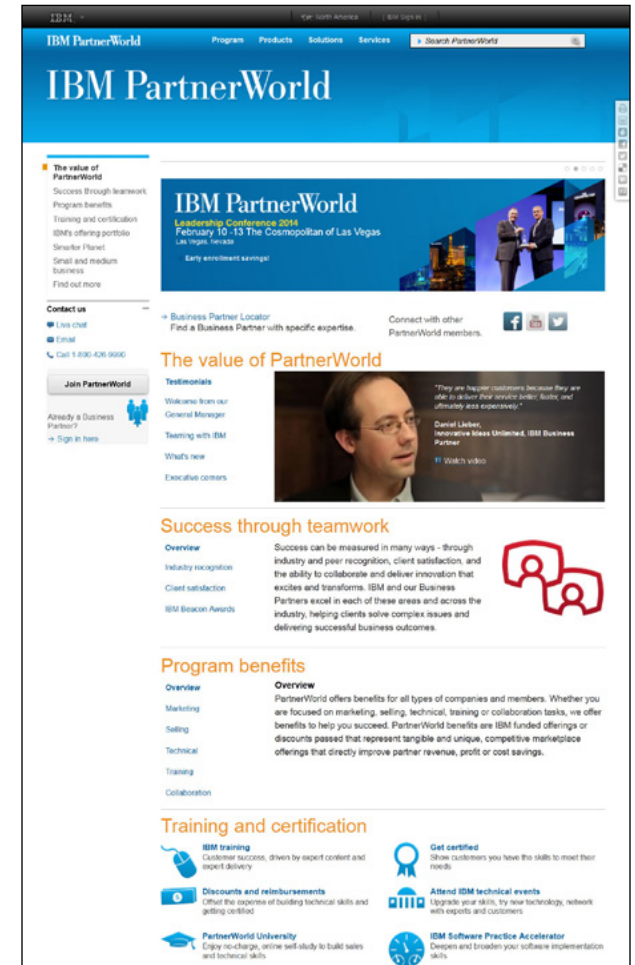 IBM
North America
IBM Sign in
IBM PartnerWorld
Program
Products
Solutions
Services
Search PartnerWorld
IBM PartnerWorld
The value of
PartnerWorld
Success through teamwork
Program benefits
Training and certification
IBM's offering portfolio
Smarter Planet
Small and medium
business
Find out more
Contact us
Live chat
Email
Call 1-800-426-9990
Join PartnerWorld
Already a Business
Partner?
→ Sign in here
IBM PartnerWorld
Leadership Conference 2014
February 10 -13 The Cosmopolitan of Las Vegas
Las Vegas, Nevada
Early enrollment savings!
→ Business Partner Locator
Find a Business Partner with specific expertise.
Connect with other
PartnerWorld members.
The value of PartnerWorld
Testimonials
Welcome from our
General Manager
Teaming with IBM
What's new
Executive corners
"They are happier customers because they are
able to deliver their service better, faster, and
ultimately less expensively."
Daniel Lieber,
Innovative Ideas Unlimited, IBM Business
Partner
Watch video
Success through teamwork
Overview
Industry recognition
Client satisfaction
IBM Beacon Awards
Success can be measured in many ways - through
industry and peer recognition, client satisfaction, and
the ability to collaborate and deliver innovation that
excites and transforms. IBM and our Business
Partners excel in each of these areas and across the
industry, helping clients solve complex issues and
delivering successful business outcomes.
Program benefits
Overview
Marketing
Selling
Technical
Training
Collaboration
Overview
PartnerWorld offers benefits for all types of companies and members. Whether you
are focused on marketing, selling, technical, training or collaboration tasks, we offer
benefits to help you succeed. PartnerWorld benefits are IBM funded offerings or
discounts passed that represent tangible and unique, competitive marketplace
offerings that directly improve partner revenue, profit or cost savings.
Training and certification
IBM training
Customer success, driven by expert content and
expert delivery
Get certified
Show customers you have the skills to meet their
needs
Discounts and reimbursements
Offset the expense of building technical skills and
getting certified
Attend IBM technical events
Upgrade your skills, try new technology, network
with experts and customers
PartnerWorld University
Enjoy no-charge, online self-study to build sales
and technical skills
IBM Software Practice Accelerator
Deepen and broaden your software implementation
skills